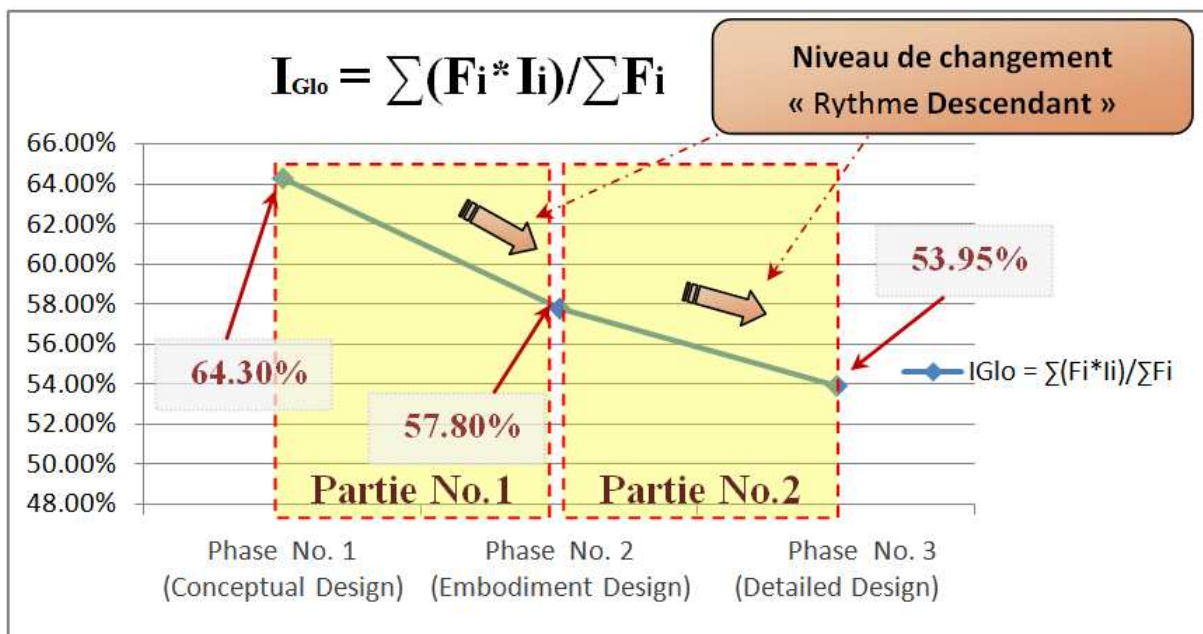 I_Glo = ∑(Fi*Ii)/∑Fi
Niveau de changement
« Rythme Descendant »
66.00%
64.00%
62.00%
60.00%
58.00%
56.00%
54.00%
52.00%
50.00%
48.00%
64.30%
57.80%
53.95%
IGlo = ∑(Fi*Ii)/∑Fi
Partie No.1
Partie No.2
Phase No. 1
(Conceptual Design)
Phase No. 2
(Embodiment Design)
Phase No. 3
(Detailed Design)